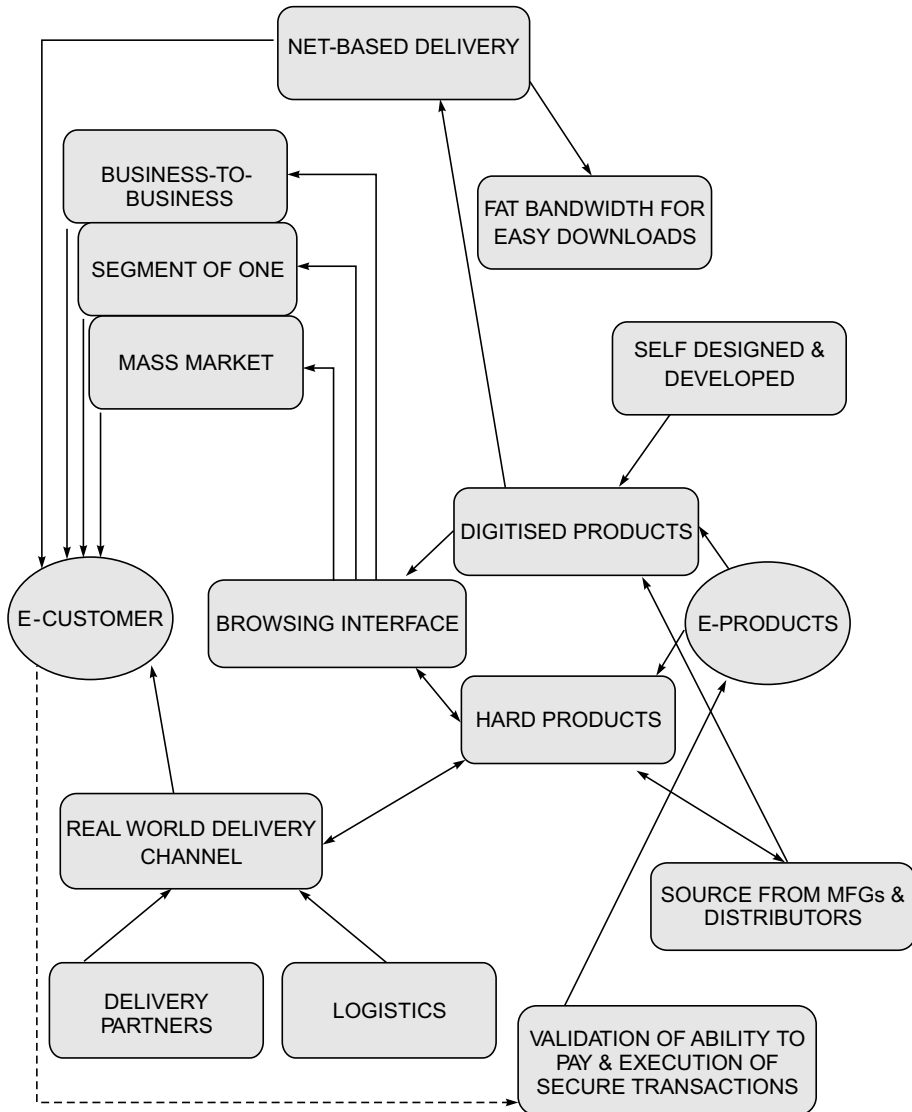 NET-BASED DELIVERY
BUSINESS-TO-
BUSINESS
FAT BANDWIDTH FOR
EASY DOWNLOADS
SEGMENT OF ONE
MASS MARKET
SELF DESIGNED &
DEVELOPED
DIGITISED PRODUCTS
E-CUSTOMER
BROWSING INTERFACE
E-PRODUCTS
HARD PRODUCTS
REAL WORLD DELIVERY
CHANNEL
SOURCE FROM MFGs &
DISTRIBUTORS
DELIVERY
PARTNERS
LOGISTICS
VALIDATION OF ABILITY TO
PAY & EXECUTION OF
SECURE TRANSACTIONS